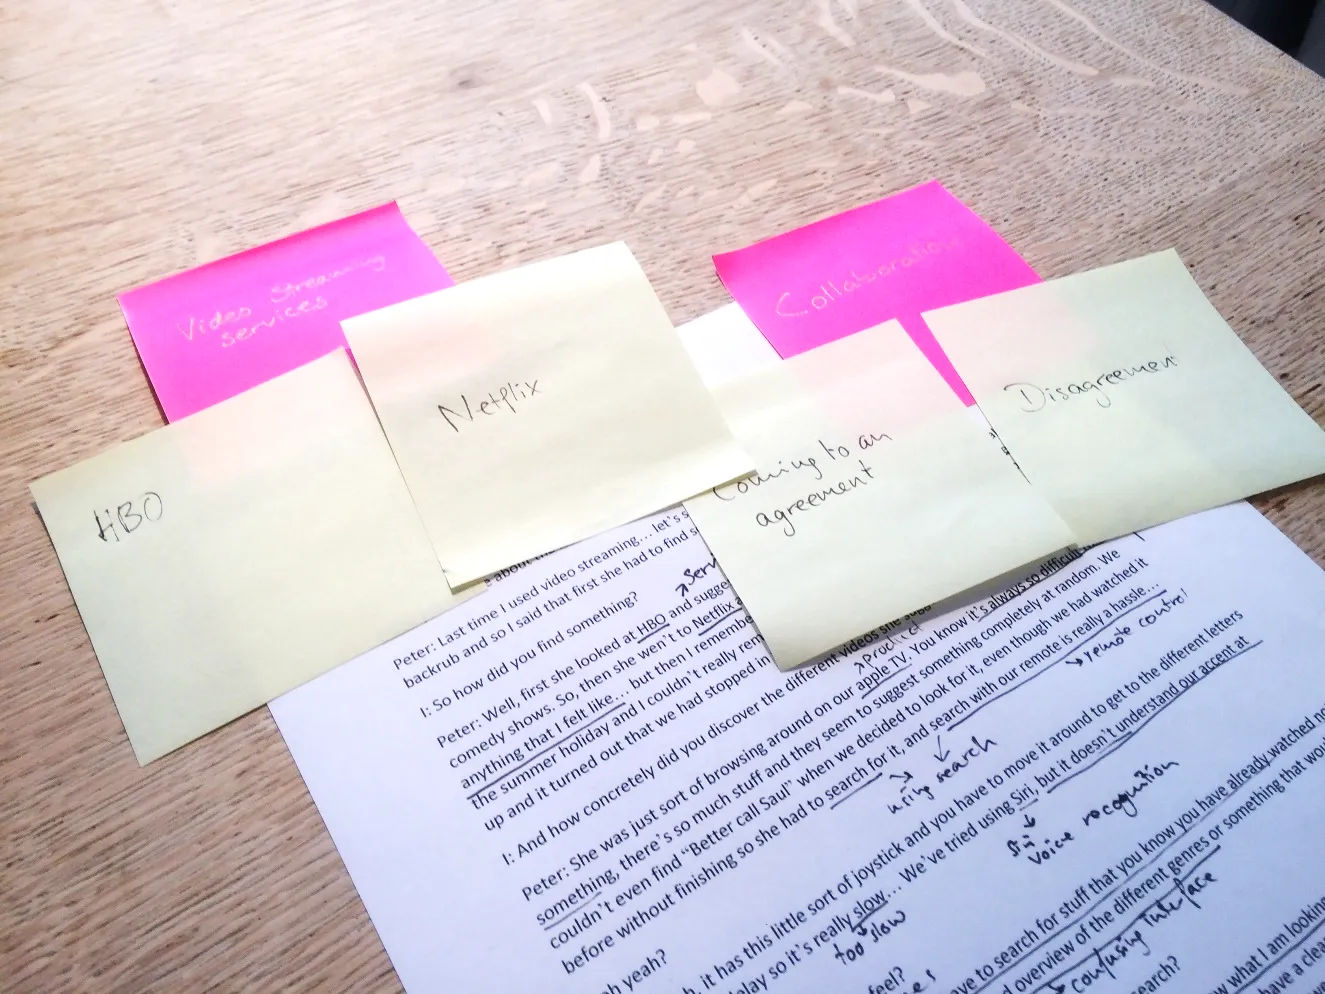 Video Streaming
services
Collaboration
Netflix
HBO
Disagreement
Coming to an
agreement
Peter: Last time I used video streaming... let's s
backrub and so I said that first she had to find s
I: So how did you find something?
↗Serv
Peter: Well, first she looked at HBO and sugge
comedy shows. So, then she wen't to Netflix
anything that I felt like... but then I remembe
the summer holiday and I couldn't really rem
up and it turned out that we had stopped in
I: And how concretely did you discover the different videos she sugg
product
Peter: She was just sort of browsing around on our apple TV. You know it's always so difficult
something, there's so much stuff and they seem to suggest something completely at random. We
couldn't even find "Better call Saul" when we decided to look for it, even though we had watched it
before without finishing so she had to search for it, and search with our remote is really a hassle...
remote control
using search
h yeah?
, it has this little sort of joystick and you have to move it around to get to the different letters
elay so it's really slow... We've tried using Siri, but it doesn't understand our accent at
too slow
Siri
voice recognition
feel?
ave to search for stuff that you know you have already watched
d overview of the different genres or something that
confusing interface
search?
w what I am looking
have a clea